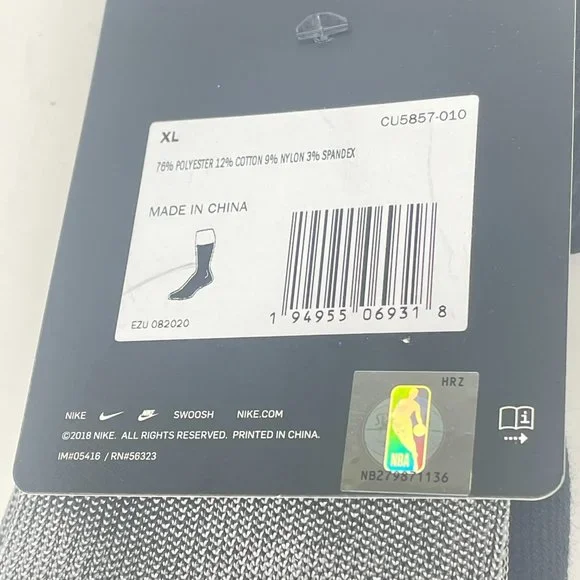 XL
CU5857-010
76% POLYESTER 12% COTTON 9% NYLON 3% SPANDEX
MADE IN CHINA
EZU 082020
1 94955 06931 8
HRZ
NBA
NB279871136
NIKE SWOOSH NIKE.COM
©2018 NIKE. ALL RIGHTS RESERVED. PRINTED IN CHINA.
IM#05416 / RN#56323